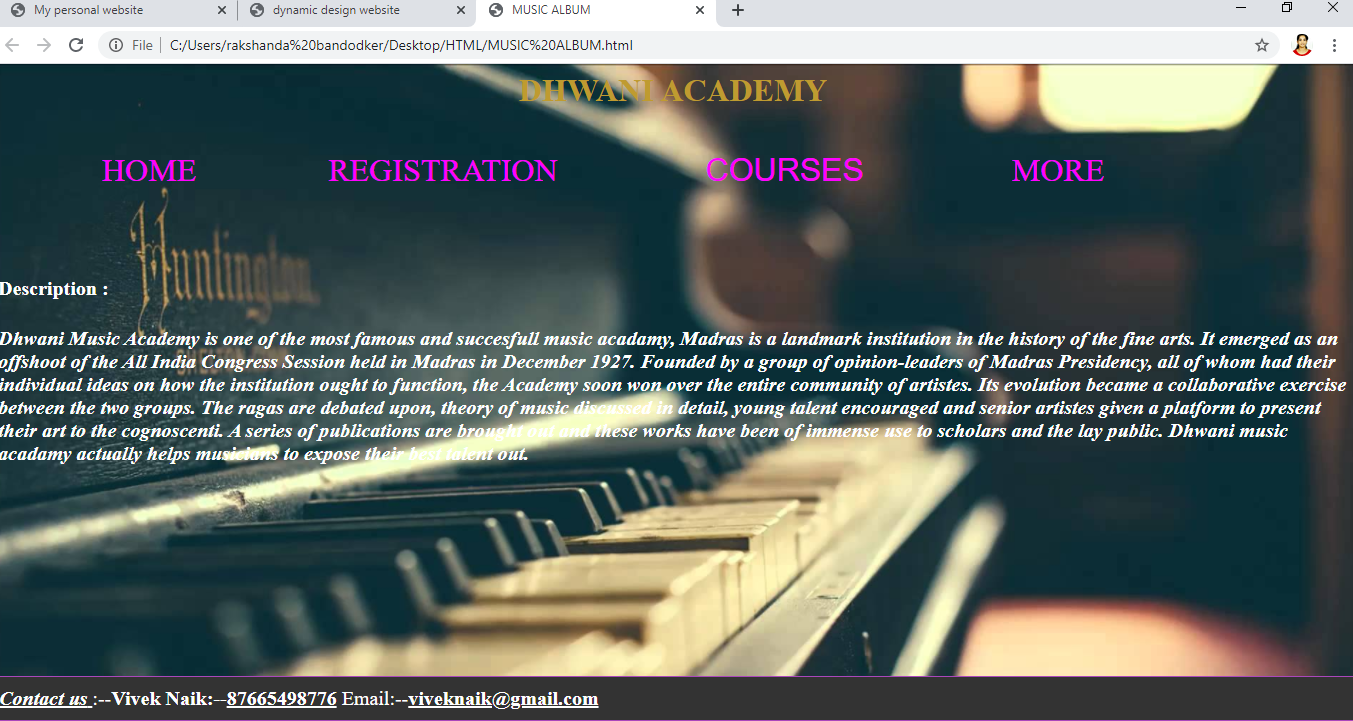 My personal website
dynamic design website
MUSIC ALBUM
File | C:/Users/rakshanda%20bandodker/Desktop/HTML/MUSIC%20ALBUM.html
DHWANI ACADEMY
HOME REGISTRATION COURSES MORE
Huntington
Description :
Dhwani Music Academy is one of the most famous and succesfull music acadamy, Madras is a landmark institution in the history of the fine arts. It emerged as an
offshoot of the All India Congress Session held in Madras in December 1927. Founded by a group of opinion-leaders of Madras Presidency, all of whom had their
individual ideas on how the institution ought to function, the Academy soon won over the entire community of artistes. Its evolution became a collaborative exercise
between the two groups. The ragas are debated upon, theory of music discussed in detail, young talent encouraged and senior artistes given a platform to present
their art to the cognoscenti. A series of publications are brought out and these works have been of immense use to scholars and the lay public. Dhwani music
acadamy actually helps musicians to expose their best talent out.
Contact us :--Vivek Naik:--87665498776 Email:--viveknaik@gmail.com